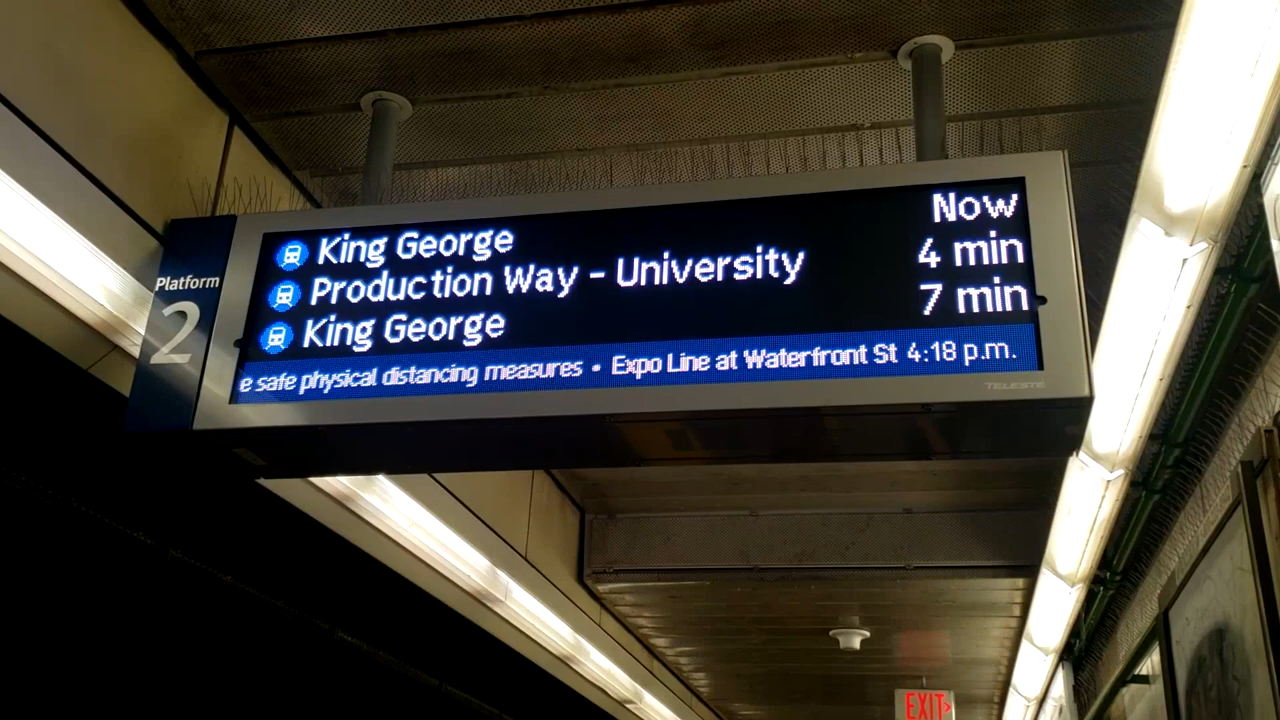 Platform
2
King George Now
Production Way - University 4 min
King George 7 min
e safe physical distancing measures • Expo Line at Waterfront St 4:18 p.m.
TELESTE
EXIT>